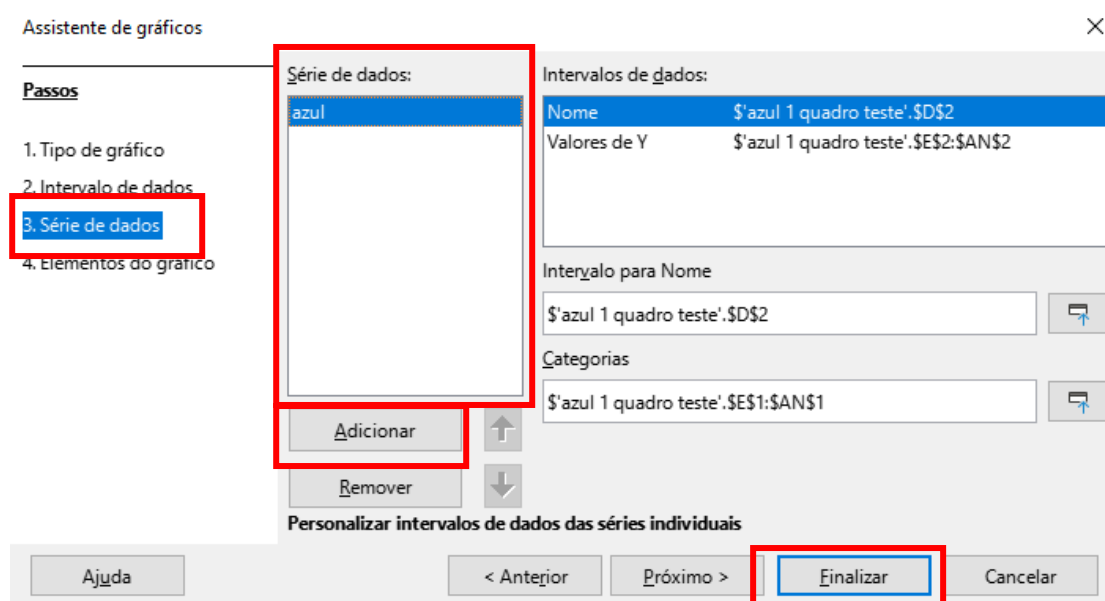 Assistente de gráficos
Passos
1. Tipo de gráfico
2. Intervalo de dados
3. Série de dados
4. Elementos do gráfico
Série de dados:
azul
Adicionar
Remover
Intervalos de dados:
Nome $'azul 1 quadro teste'.$D$2
Valores de Y $'azul 1 quadro teste'.$E$2:$AN$2
Intervalo para Nome
$'azul 1 quadro teste'.$D$2
Categorias
$'azul 1 quadro teste'.$E$1:$AN$1
Personalizar intervalos de dados das séries individuais
Ajuda
< Anterior
Próximo >
Finalizar
Cancelar